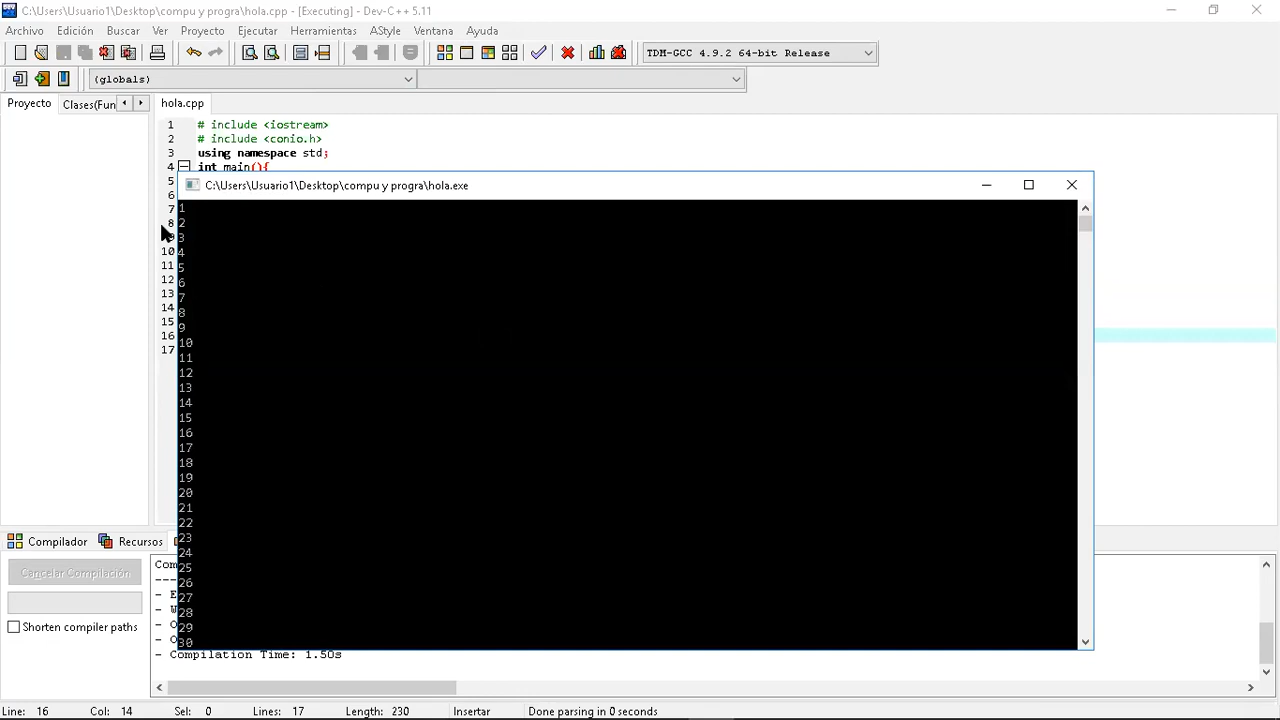 C:\Users\Usuario1\Desktop\compu y progra\hola.cpp - [Executing] - Dev-C++ 5.11
Archivo Edición Buscar Ver Proyecto Ejecutar Herramientas AStyle Ventana Ayuda
TDM-GCC 4.9.2 64-bit Release
(globals)
Proyecto Clases(Fun hola.cpp
1 # include <iostream>
2 # include <conio.h>
3 using namespace std;
4 int main(){
5
6
7
8
10
11
12
13
14
15
16
17
C:\Users\Usuario1\Desktop\compu y progra\hola.exe
1
2
3
4
5
6
7
8
9
10
11
12
13
14
15
16
17
18
19
20
21
22
23
24
25
26
27
28
29
30
Compilador Recursos
Cancelar Compilación
Shorten compiler paths
Com
---
- E
- W
- O
- O
- Compilation Time: 1.50s
Line: 16 Col: 14 Sel: 0 Lines: 17 Length: 230 Insertar Done parsing in 0 seconds